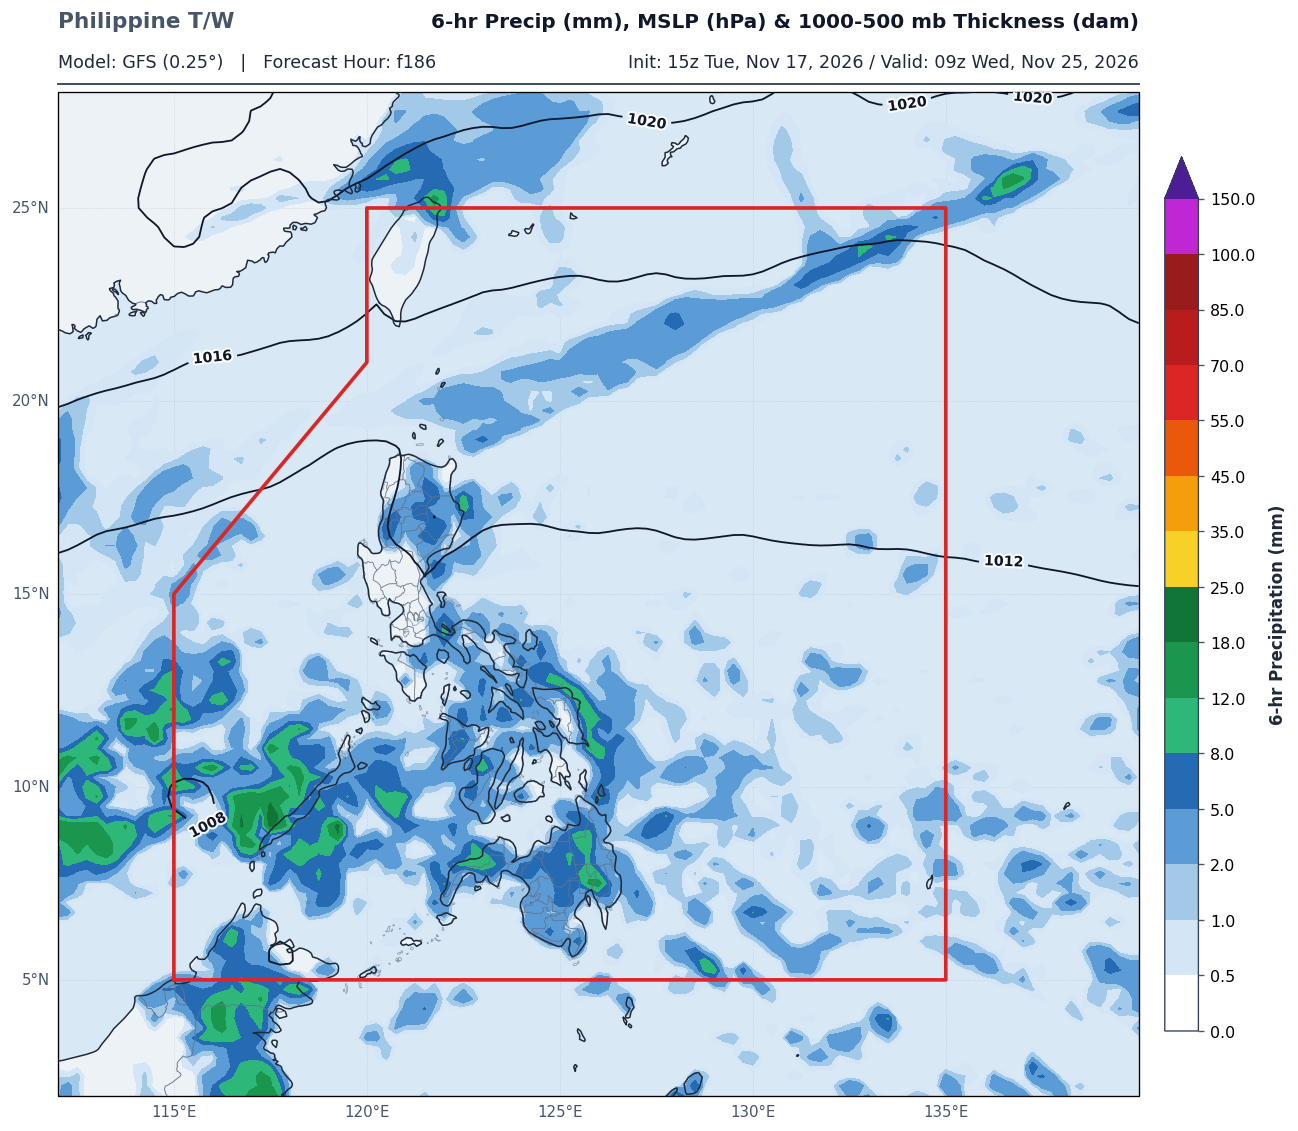 Philippine T/W
6-hr Precip (mm), MSLP (hPa) & 1000-500 mb Thickness (dam)
Model: GFS (0.25°) | Forecast Hour: f186
Init: 15z Tue, Nov 17, 2026 / Valid: 09z Wed, Nov 25, 2026
1020
1020
1020
1016
1012
1008
25°N
20°N
15°N
10°N
5°N
115°E
120°E
125°E
130°E
135°E
150.0
100.0
85.0
70.0
55.0
45.0
35.0
25.0
18.0
12.0
8.0
5.0
2.0
1.0
0.5
0.0
6-hr Precipitation (mm)